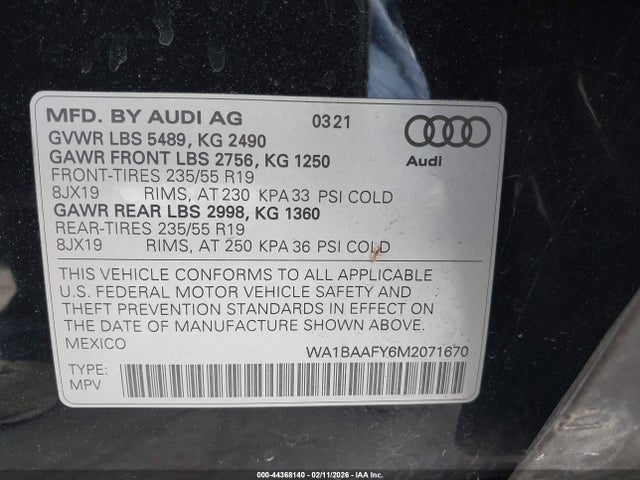 MFD. BY AUDI AG 03 21
GVWR LBS 5489, KG 2490
GAWR FRONT LBS 2756, KG 1250
FRONT-TIRES 235/55 R19
8JX19 RIMS, AT 230 KPA 33 PSI COLD
GAWR REAR LBS 2998, KG 1360
REAR-TIRES 235/55 R19
8JX19 RIMS, AT 250 KPA 36 PSI COLD
Audi
THIS VEHICLE CONFORMS TO ALL APPLICABLE
U.S. FEDERAL MOTOR VEHICLE SAFETY AND
THEFT PREVENTION STANDARDS IN EFFECT ON
THE DATE OF MANUFACTURE SHOWN ABOVE.
MEXICO WA1BAAFY6M2071670
TYPE:
MPV
000-44368140 - 02/11/2026 - IAA Inc.